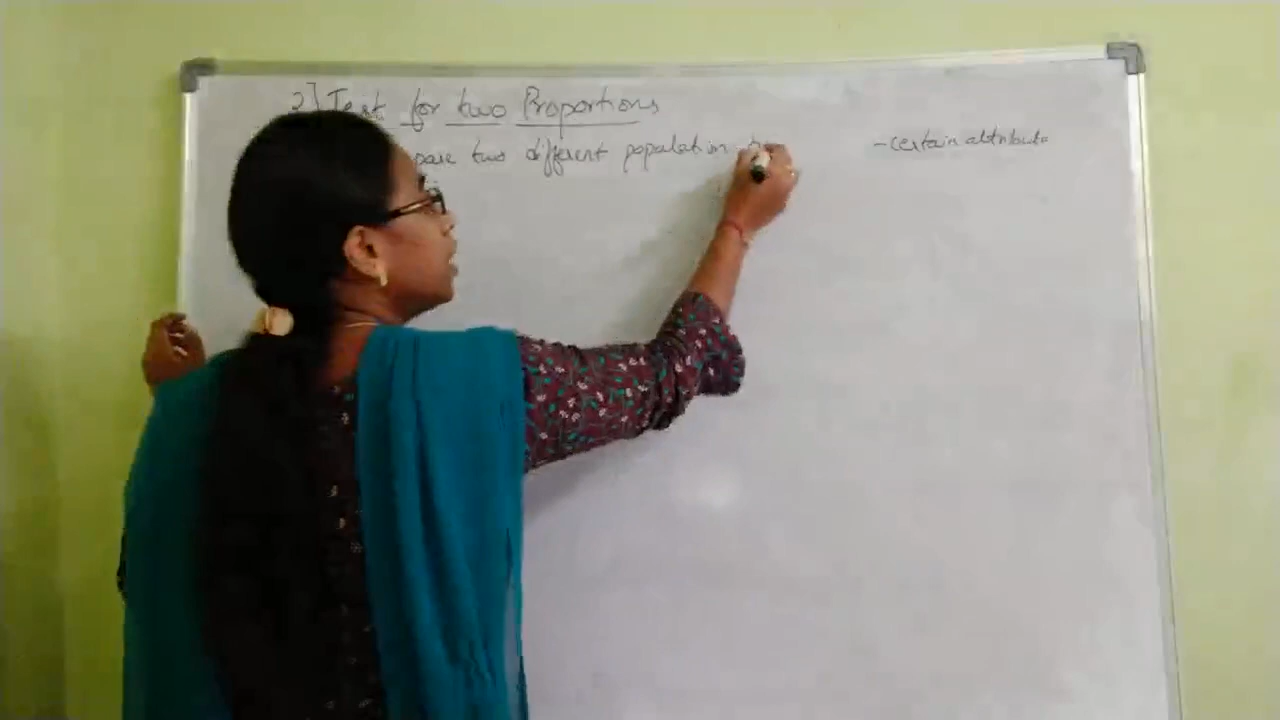 2] Test for two Proportions
pare two different population
- certain attribute